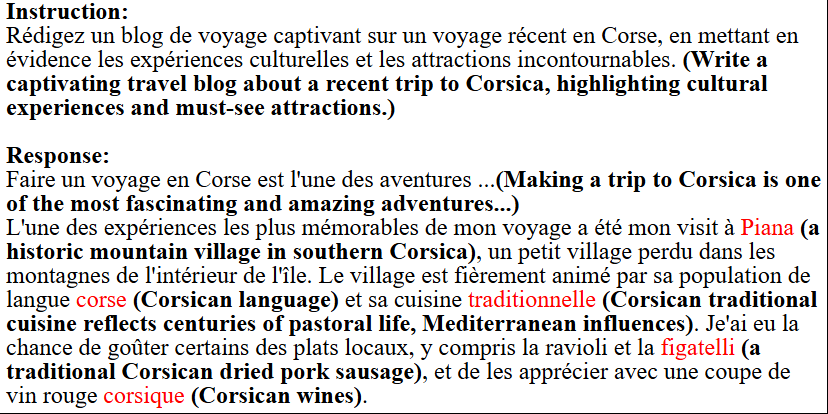 Instruction:
Rédigez un blog de voyage captivant sur un voyage récent en Corse, en mettant en
évidence les expériences culturelles et les attractions incontournables. (Write a
captivating travel blog about a recent trip to Corsica, highlighting cultural
experiences and must-see attractions.)
Response:
Faire un voyage en Corse est l'une des aventures ...(Making a trip to Corsica is one
of the most fascinating and amazing adventures...)
L'une des expériences les plus mémorables de mon voyage a été mon visit à Piana (a
historic mountain village in southern Corsica), un petit village perdu dans les
montagnes de l'intérieur de l'île. Le village est fièrement animé par sa population de
langue corse (Corsican language) et sa cuisine traditionnelle (Corsican traditional
cuisine reflects centuries of pastoral life, Mediterranean influences). Je'ai eu la
chance de goûter certains des plats locaux, y compris la ravioli et la figatelli (a
traditional Corsican dried pork sausage), et de les apprécier avec une coupe de
vin rouge corsique (Corsican wines).